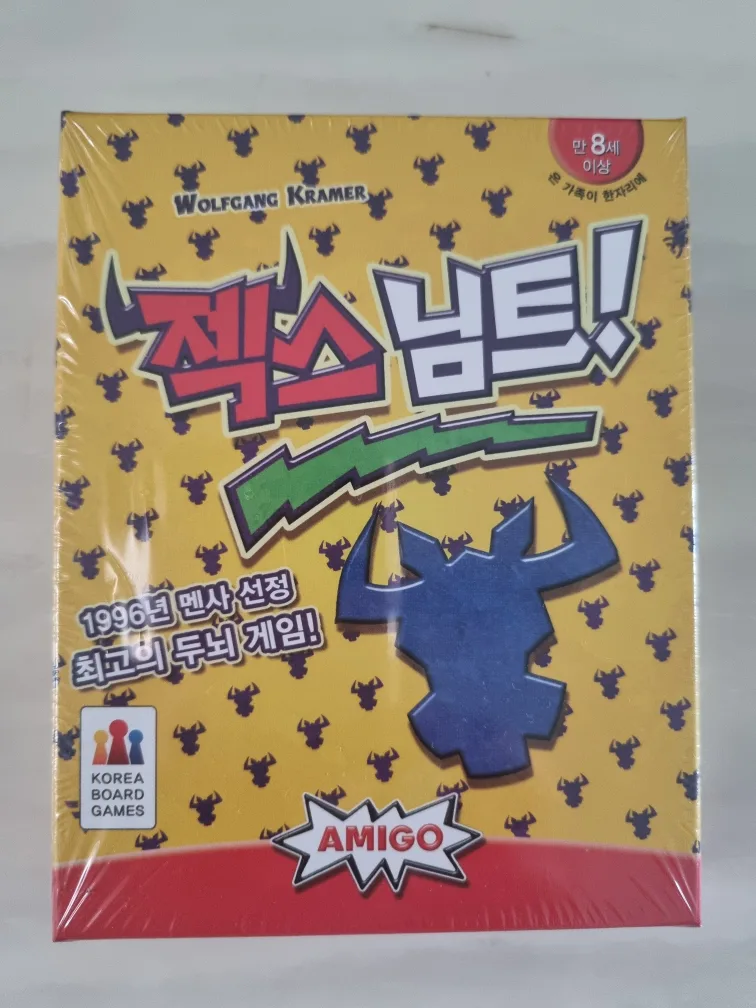 만 8세
이상
온 가족이 한자리에
WOLFGANG KRAMER
젝스 님트!
1996년 멘사 선정
최고의 두뇌 게임!
KOREA
BOARD
GAMES
AMIGO